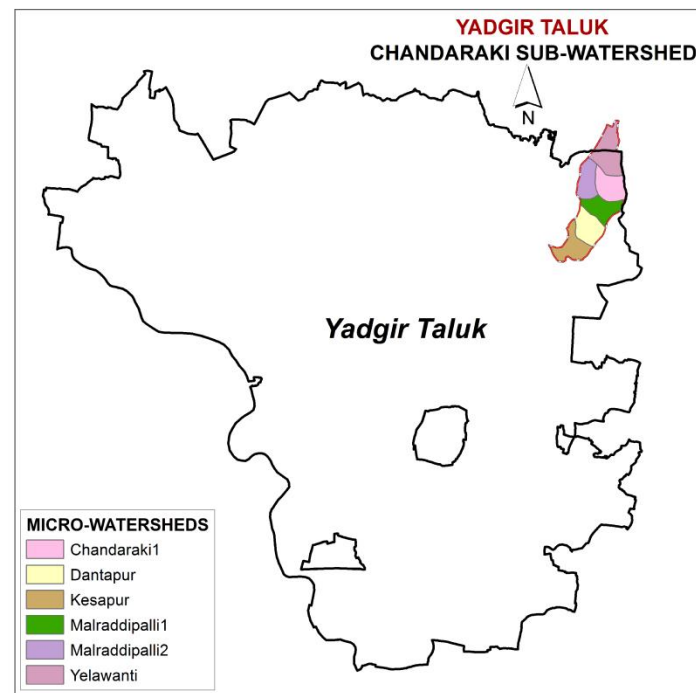 YADGIR TALUK
CHANDARAKI SUB-WATERSHED
N
Yadgir Taluk
MICRO-WATERSHEDS
Chandaraki1
Dantapur
Kesapur
Malraddipalli1
Malraddipalli2
Yelawanti